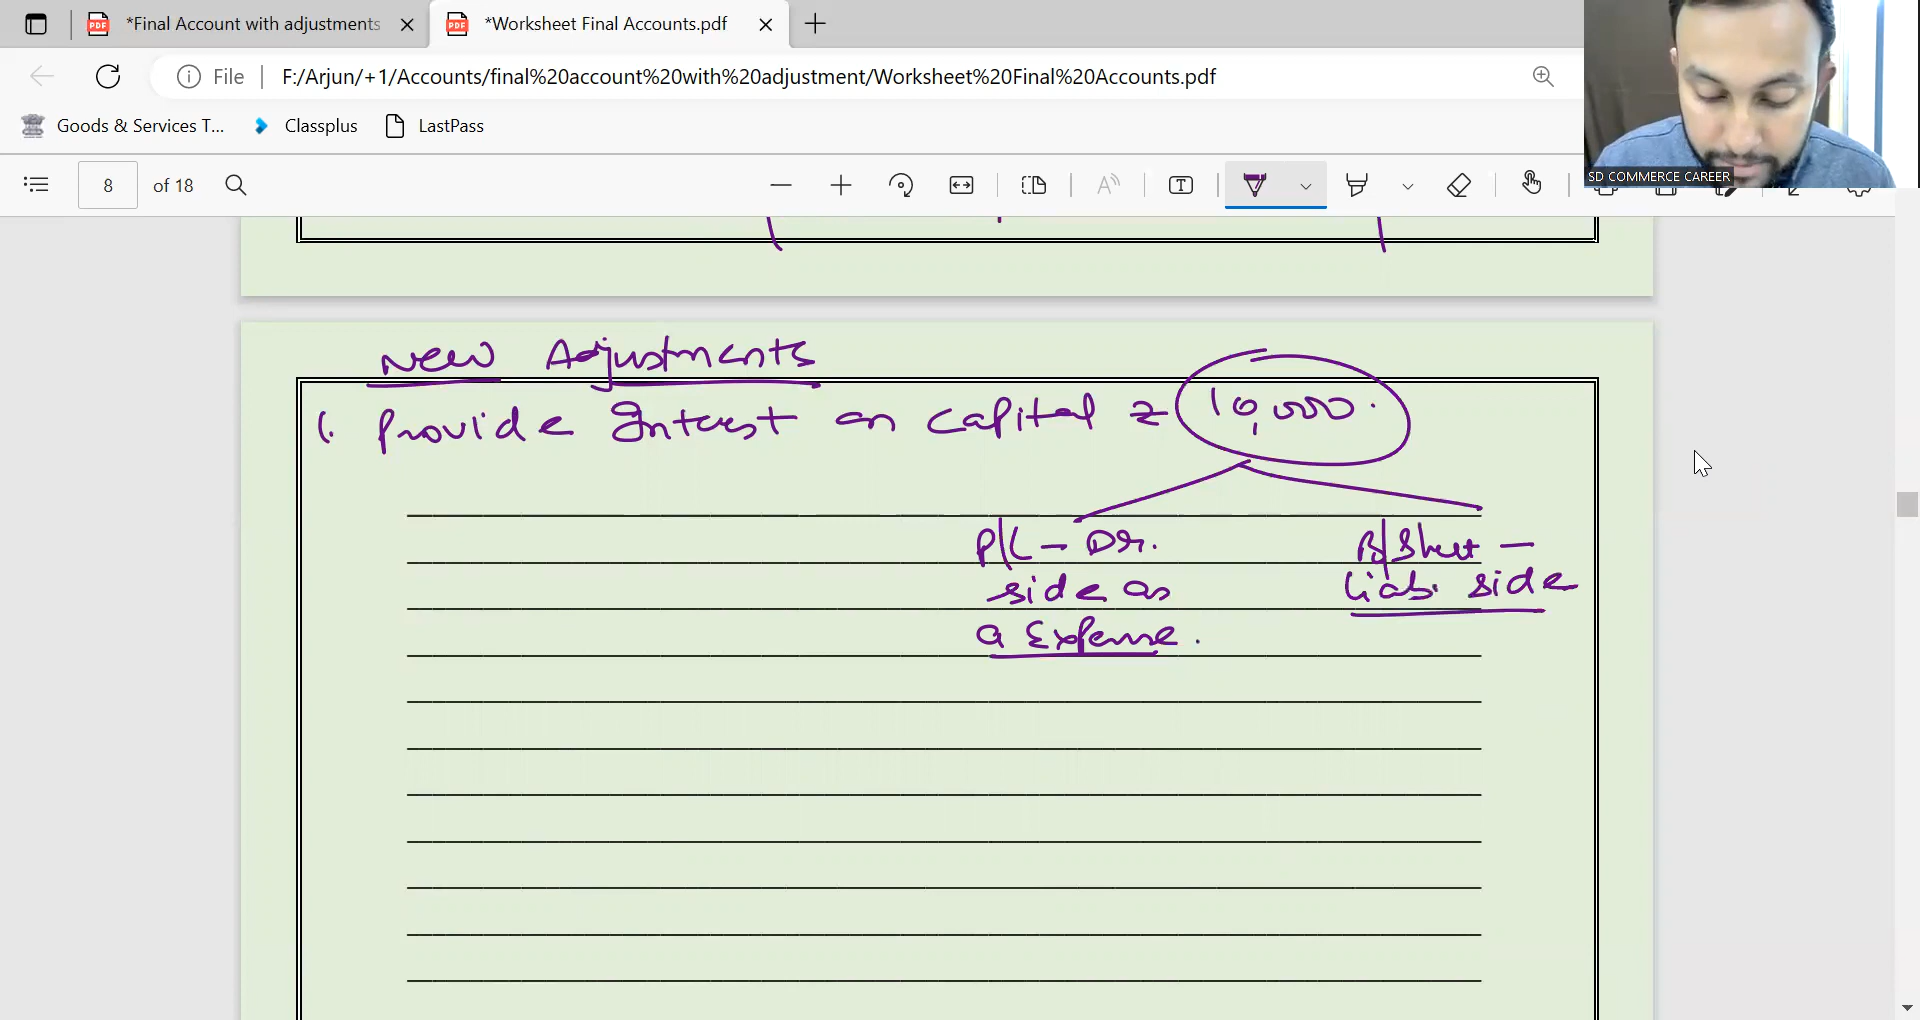 *Final Account with adjustments
*Worksheet Final Accounts.pdf
File F:/Arjun/+1/Accounts/final%20account%20with%20adjustment/Worksheet%20Final%20Accounts.pdf
Goods & Services T... Classplus LastPass
8 of 18
SD COMMERCE CAREER
New Adjustments
1. Provide Interest on Capital ₹ 10,000.
P/L - Dr. side as a Expense.
B/Sheet - Liab. side